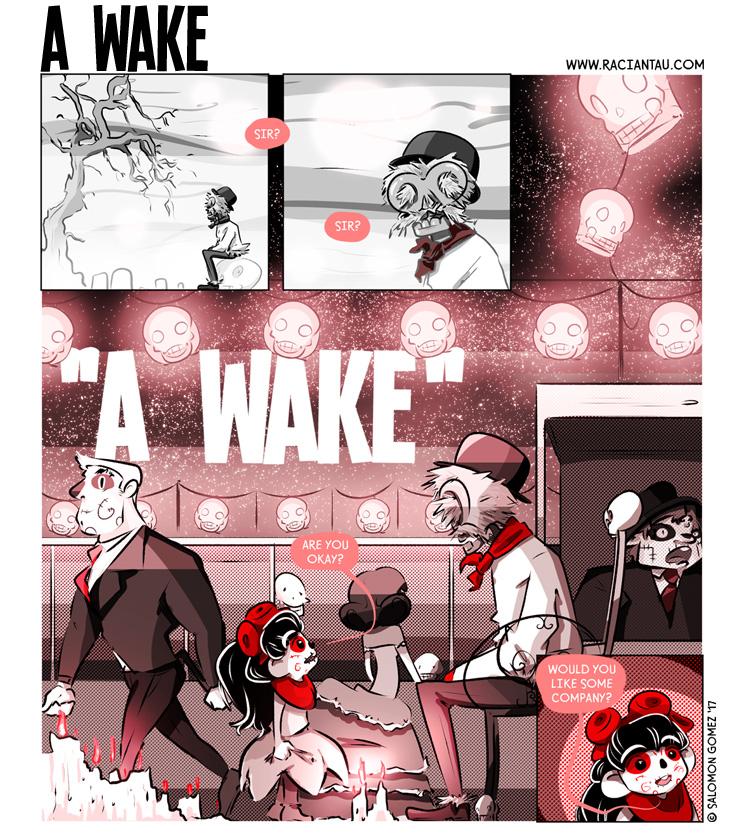 A WAKE
WWW.RACIANTAU.COM
SIR?
SIR?
"A WAKE"
ARE YOU
OKAY?
WOULD YOU
LIKE SOME
COMPANY?
© SALOMON GOMEZ '17